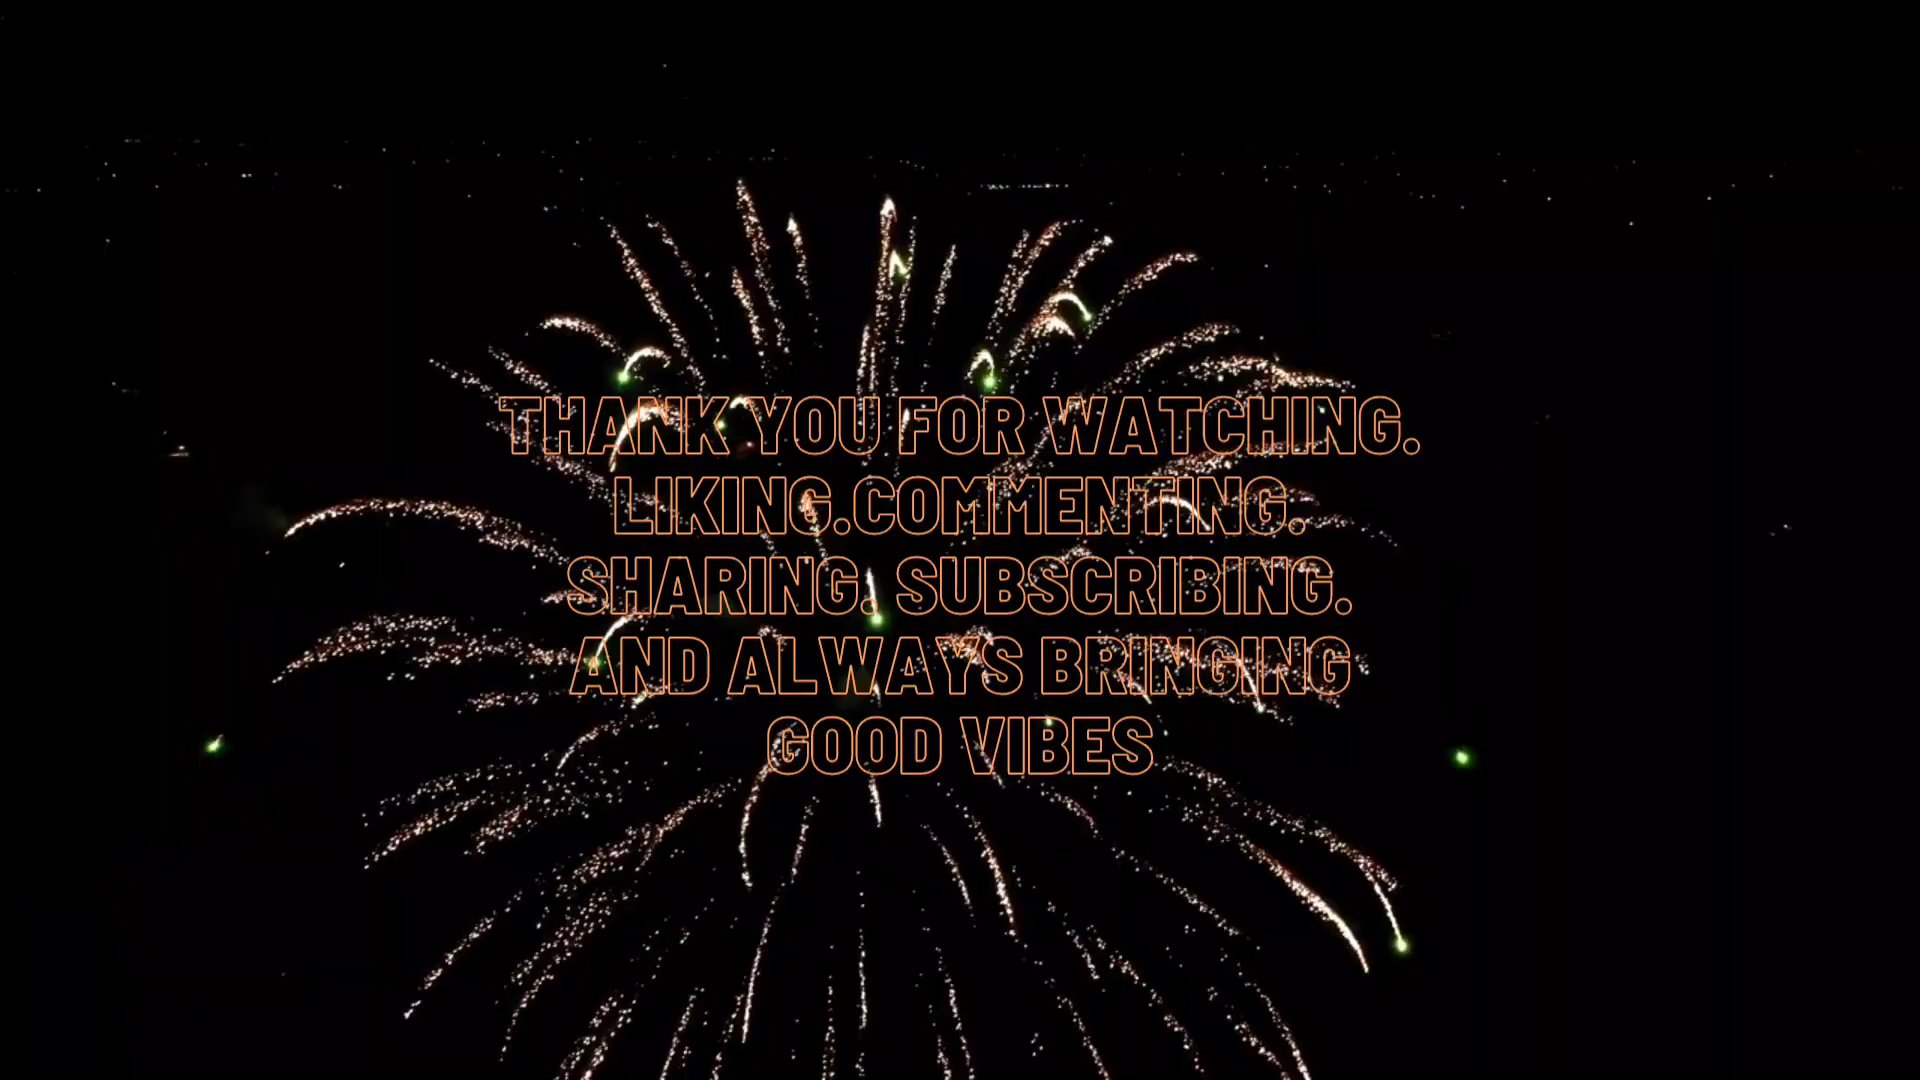 THANK YOU FOR WATCHING.
LIKING.COMMENTING.
SHARING. SUBSCRIBING.
AND ALWAYS BRINGING
GOOD VIBES